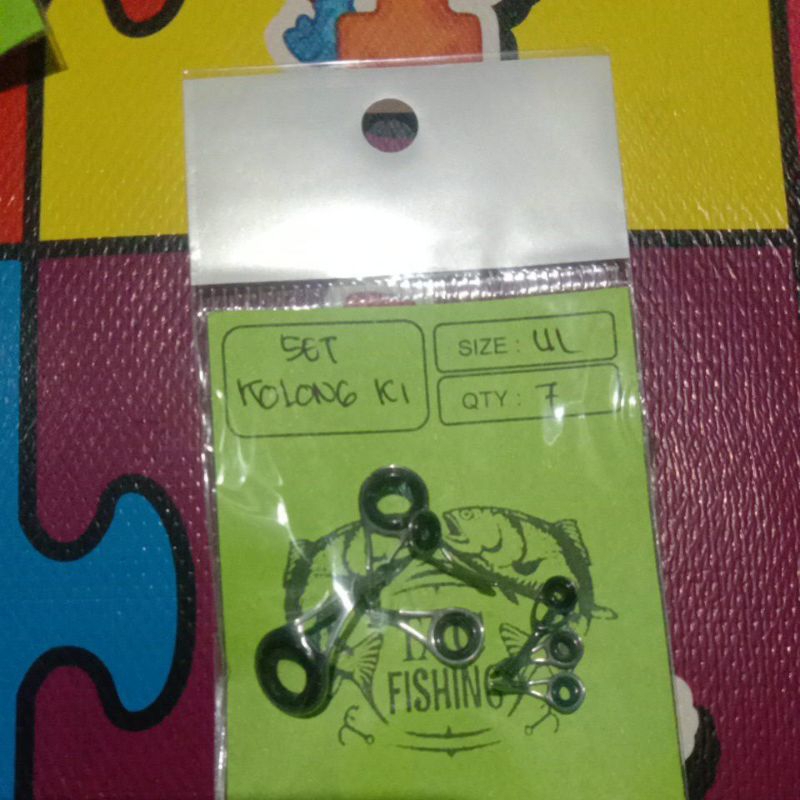 SET
KOLONG KI
SIZE : UL
QTY : 7
FISHING